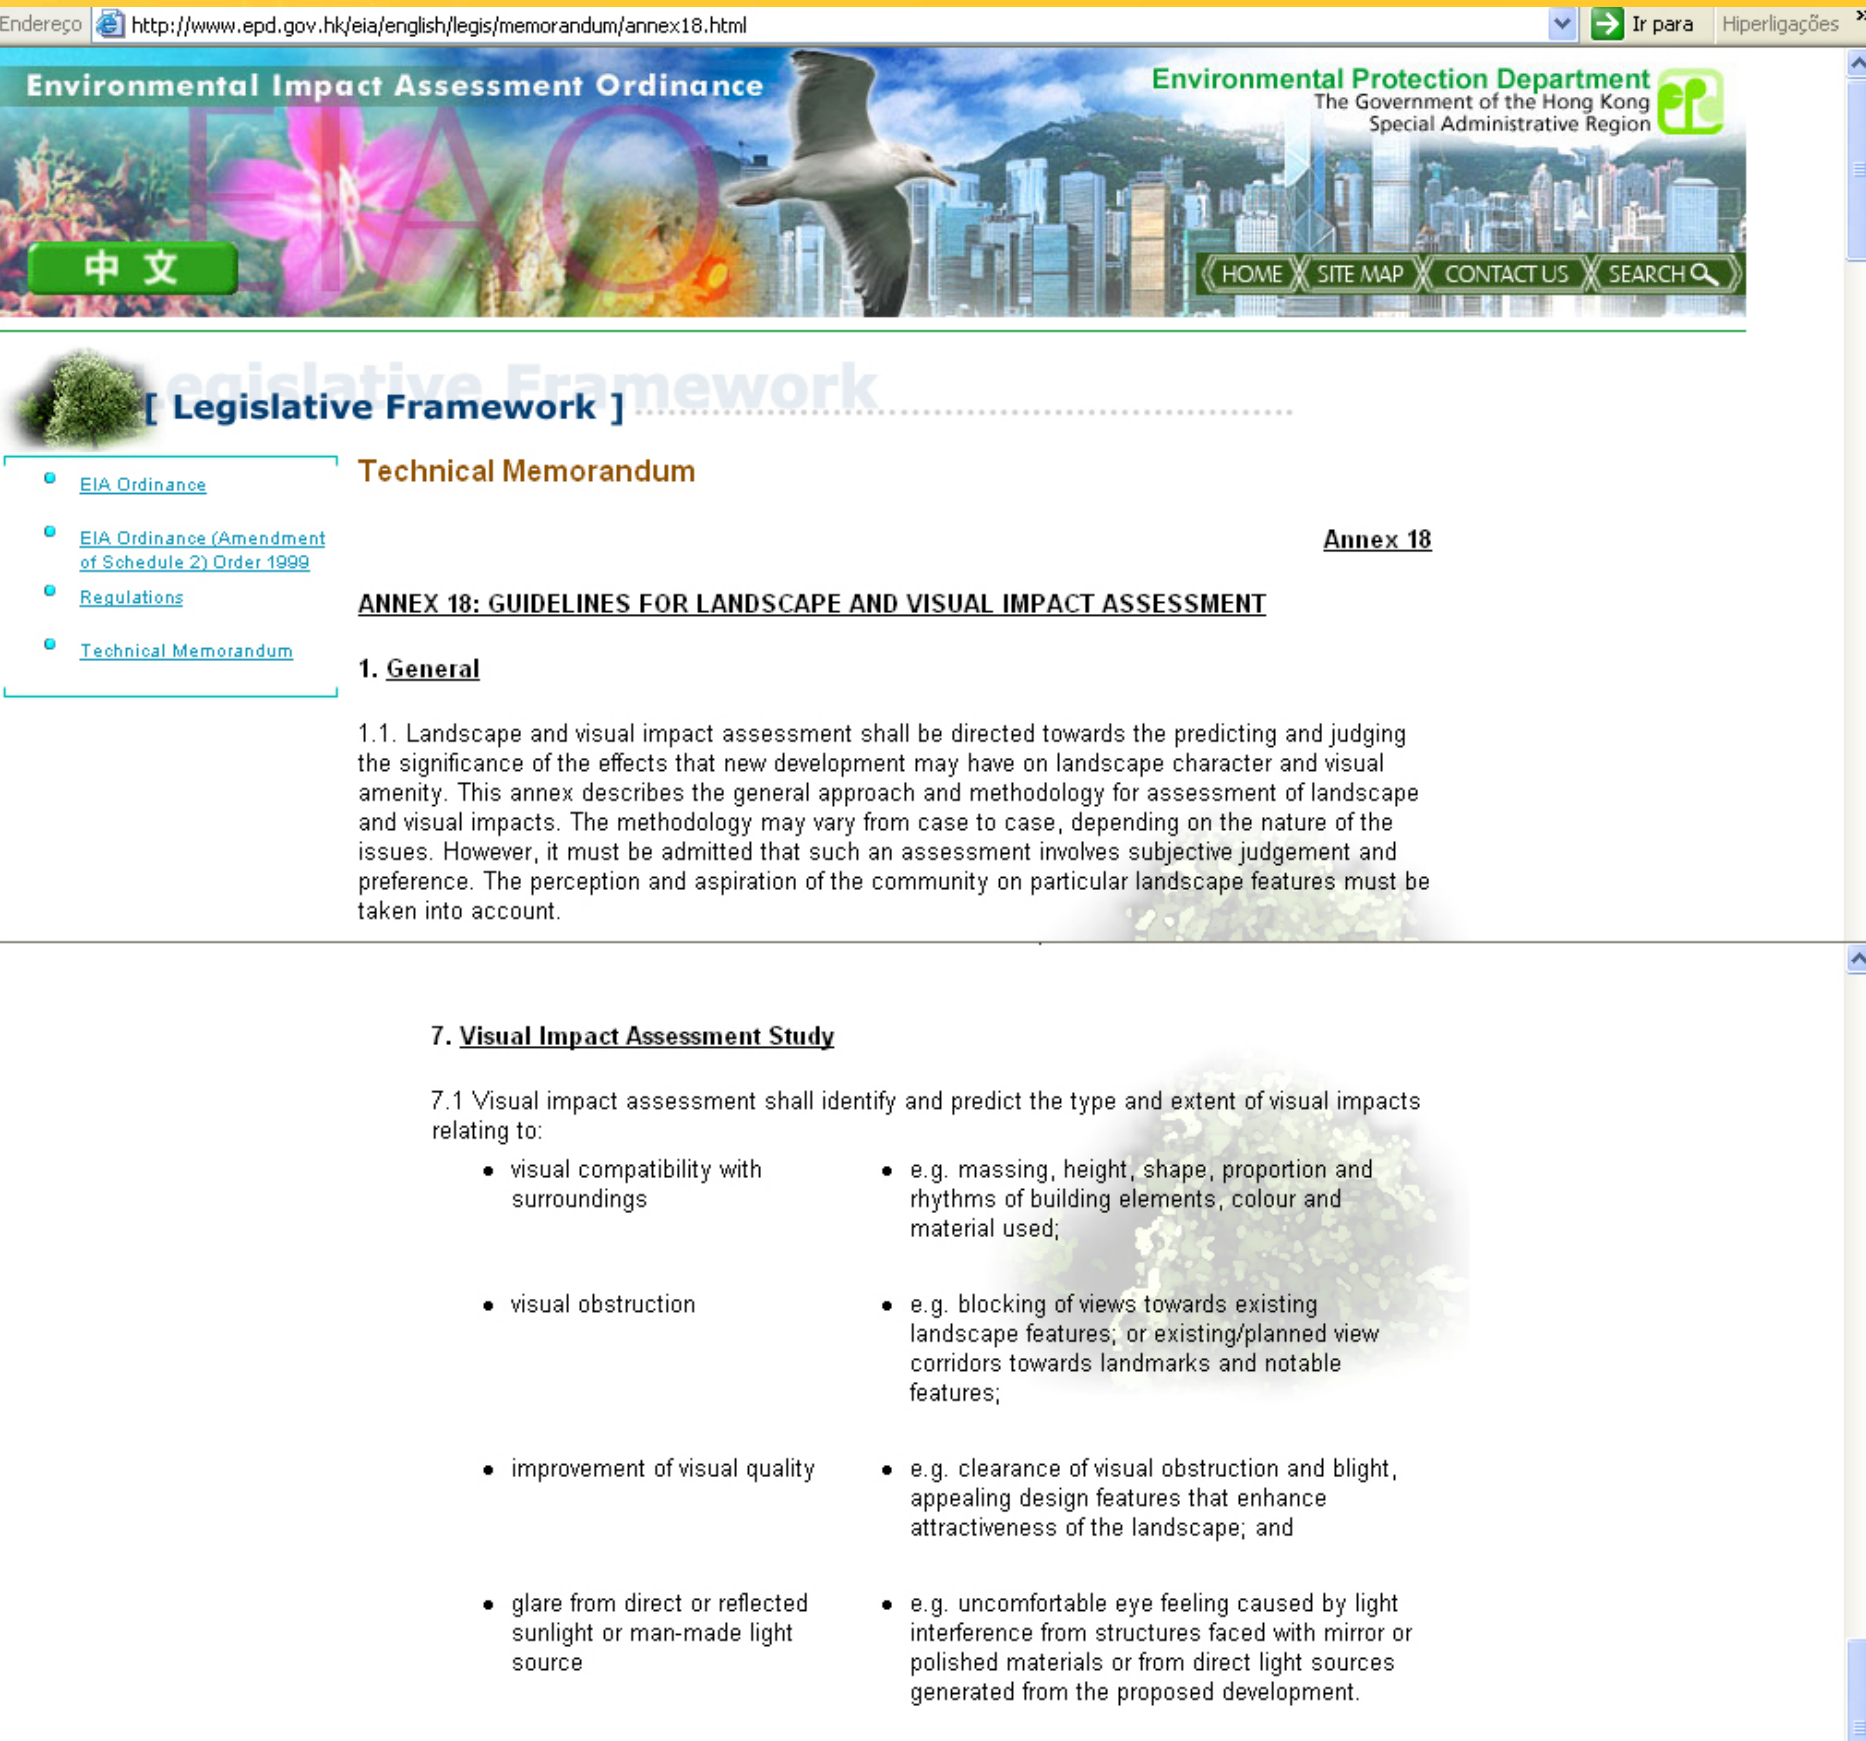 Endereço http://www.epd.gov.hk/eia/english/legis/memorandum/annex18.html Ir para Hiperligações »
Environmental Impact Assessment Ordinance
EIAO
Environmental Protection Department
The Government of the Hong Kong
Special Administrative Region
中文
HOME SITE MAP CONTACT US SEARCH
Legislative Framework
[ Legislative Framework ]
EIA Ordinance
EIA Ordinance (Amendment
of Schedule 2) Order 1999
Regulations
Technical Memorandum
Technical Memorandum
Annex 18
ANNEX 18: GUIDELINES FOR LANDSCAPE AND VISUAL IMPACT ASSESSMENT
1. General
1.1. Landscape and visual impact assessment shall be directed towards the predicting and judging
the significance of the effects that new development may have on landscape character and visual
amenity. This annex describes the general approach and methodology for assessment of landscape
and visual impacts. The methodology may vary from case to case, depending on the nature of the
issues. However, it must be admitted that such an assessment involves subjective judgement and
preference. The perception and aspiration of the community on particular landscape features must be
taken into account.
7. Visual Impact Assessment Study
7.1 Visual impact assessment shall identify and predict the type and extent of visual impacts
relating to:
• visual compatibility with
surroundings
• e.g. massing, height, shape, proportion and
rhythms of building elements, colour and
material used;
• visual obstruction
• e.g. blocking of views towards existing
landscape features; or existing/planned view
corridors towards landmarks and notable
features;
• improvement of visual quality
• e.g. clearance of visual obstruction and blight,
appealing design features that enhance
attractiveness of the landscape; and
• glare from direct or reflected
sunlight or man-made light
source
• e.g. uncomfortable eye feeling caused by light
interference from structures faced with mirror or
polished materials or from direct light sources
generated from the proposed development.